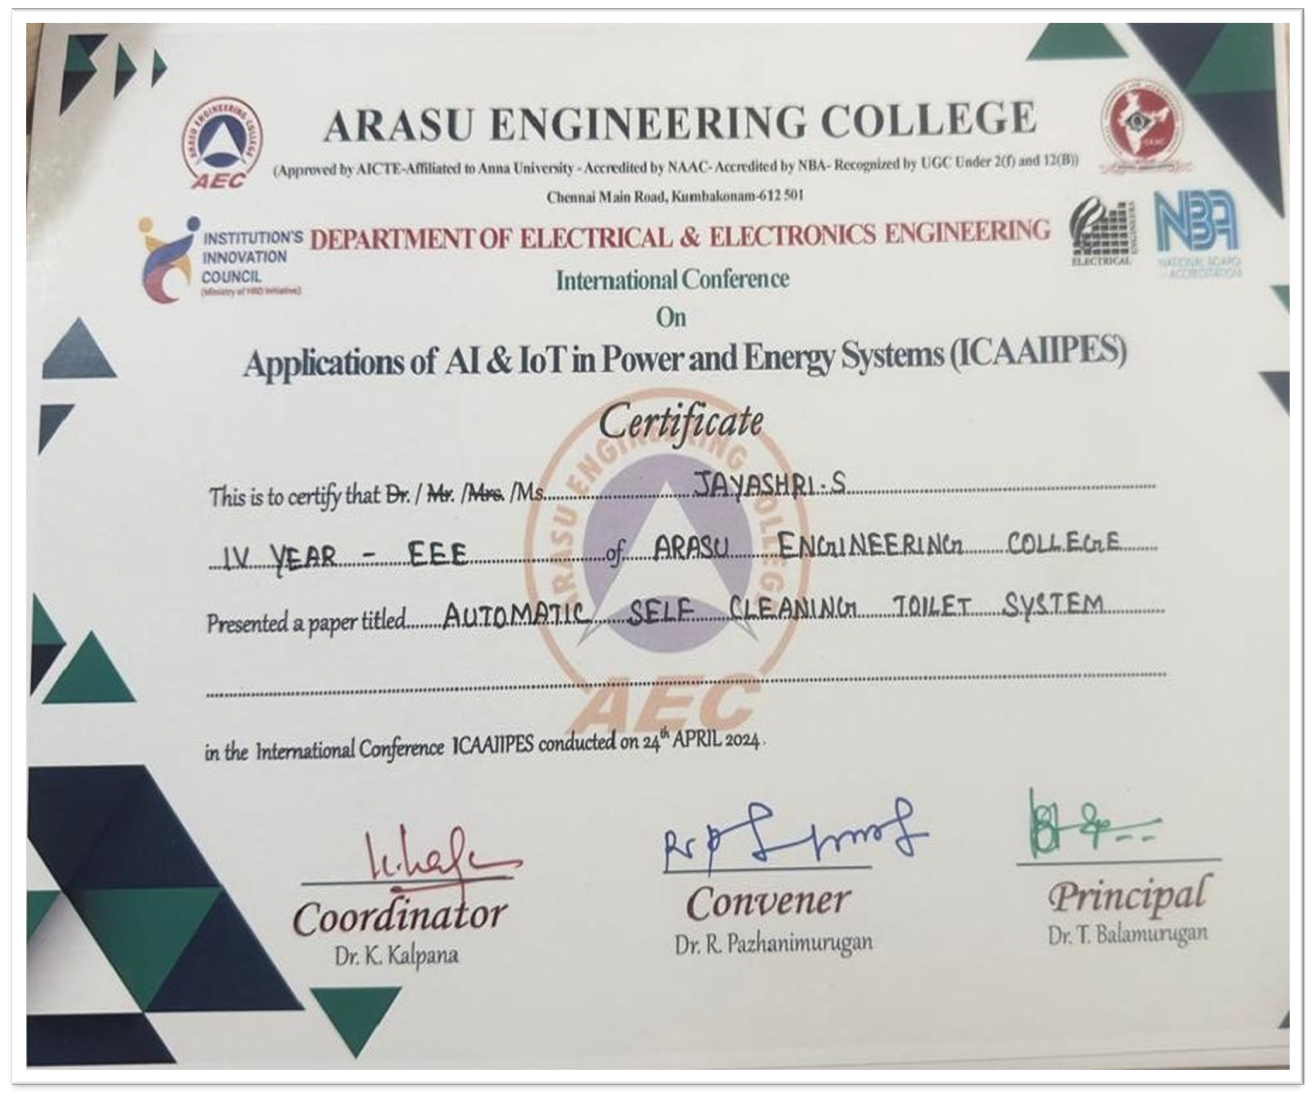 ARASU ENGINEERING COLLEGE
(Approved by AICTE-Affiliated to Anna University - Accredited by NAAC- Accredited by NBA- Recognized by UGC Under 2(f) and 12(B))
Chennai Main Road, Kumbakonam-612 501
ARASU ENGINEERING COLLEGE
AEC
INSTITUTION'S
INNOVATION
COUNCIL
(Ministry of HRD Initiative)
DEPARTMENT OF ELECTRICAL & ELECTRONICS ENGINEERING
ELECTRICAL
ENGINEERS
NBA
NATIONAL BOARD
ACCREDITATION
International Conference
On
Applications of AI & IoT in Power and Energy Systems (ICAAIIPES)
Certificate
This is to certify that Dr. / Mr. /Mrs. /Ms. JAYASHRI.S
IV YEAR - EEE of ARASU ENGINEERING COLLEGE
Presented a paper titled AUTOMATIC SELF CLEANING TOILET SYSTEM
ARASU ENGINEERING COLLEGE
AEC
in the International Conference ICAAIIPES conducted on 24th APRIL 2024.
Coordinator
Dr. K. Kalpana
Convener
Dr. R. Pazhanimurugan
Principal
Dr. T. Balamurugan